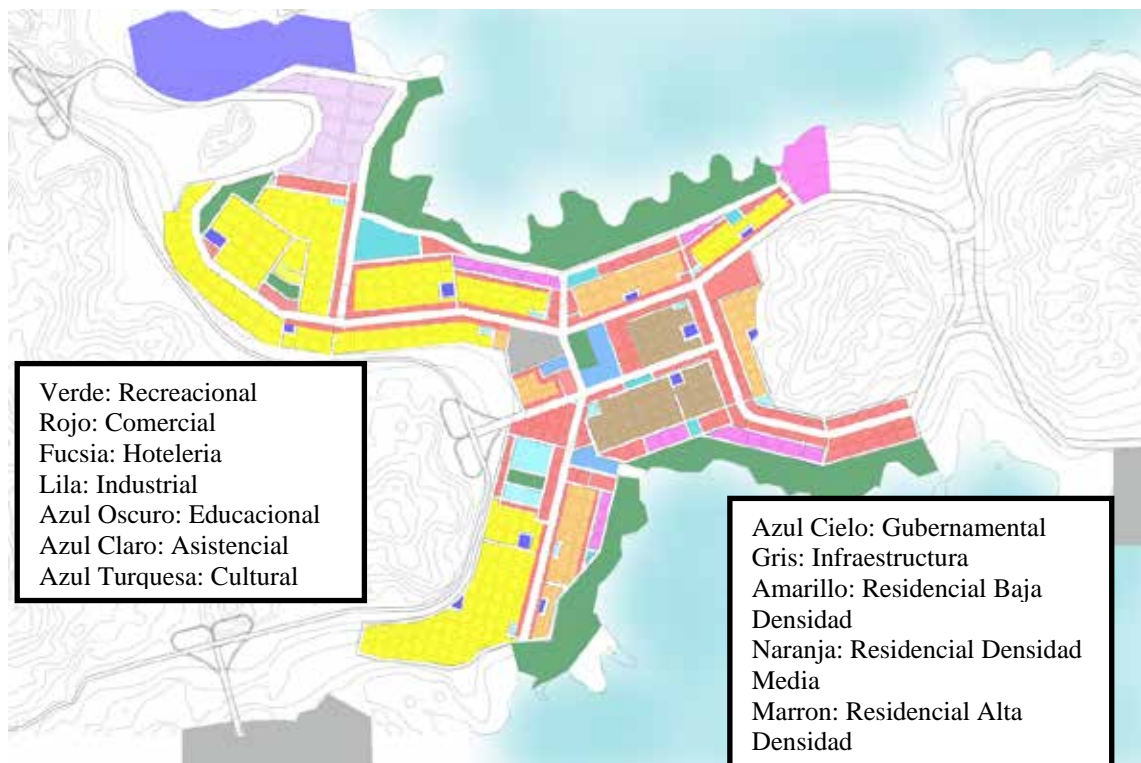 Verde: Recreacional
Rojo: Comercial
Fucsia: Hoteleria
Lila: Industrial
Azul Oscuro: Educacional
Azul Claro: Asistencial
Azul Turquesa: Cultural
Azul Cielo: Gubernamental
Gris: Infraestructura
Amarillo: Residencial Baja
Densidad
Naranja: Residencial Densidad
Media
Marron: Residencial Alta
Densidad